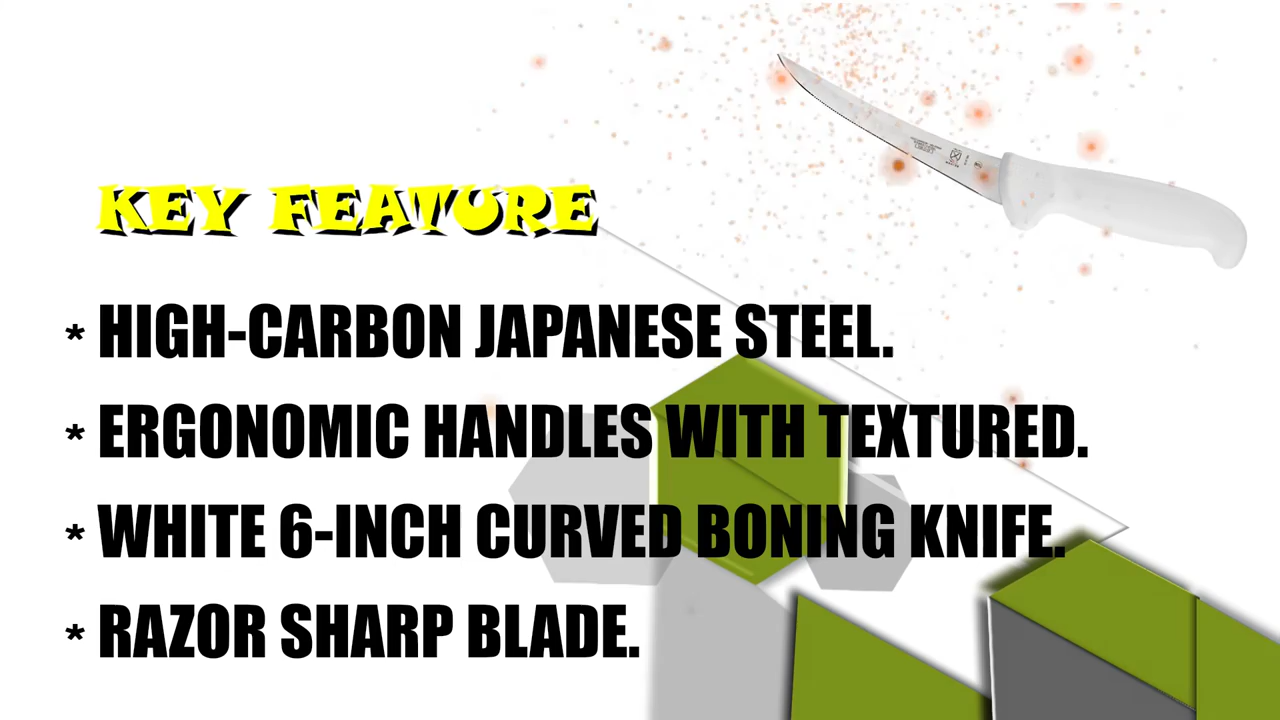 KEY FEATURE
* HIGH-CARBON JAPANESE STEEL.
* ERGONOMIC HANDLES WITH TEXTURED.
* WHITE 6-INCH CURVED BONING KNIFE.
* RAZOR SHARP BLADE.